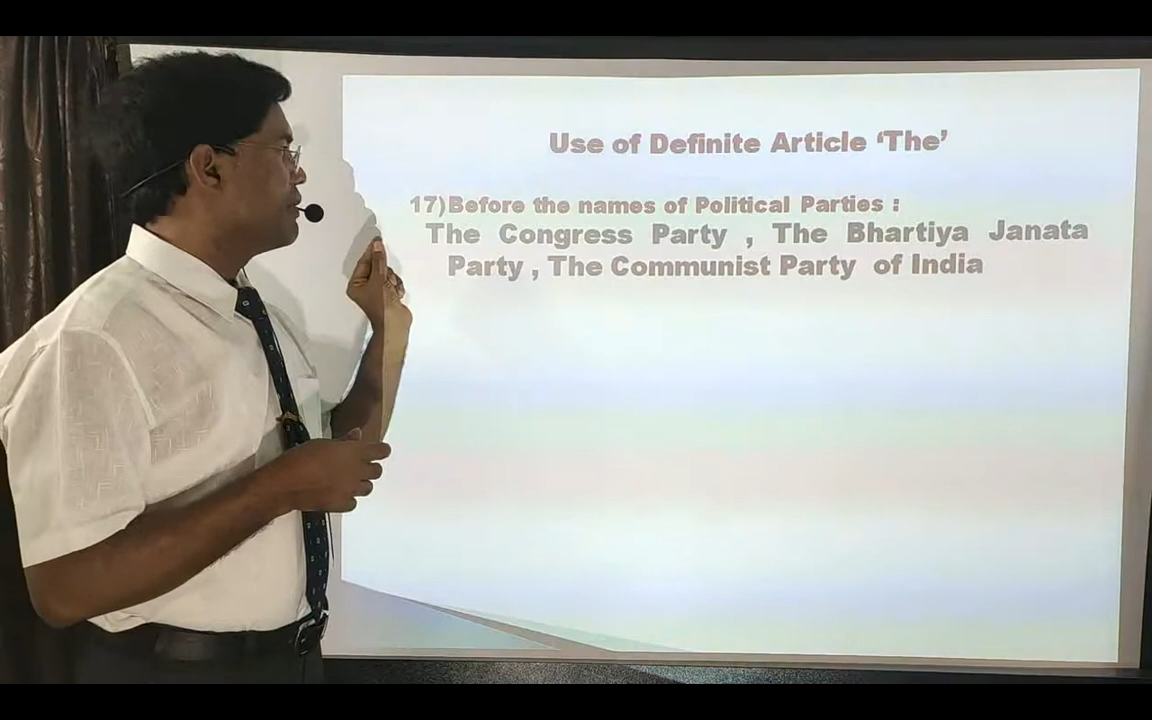 Use of Definite Article ‘The’
17)Before the names of Political Parties :
The Congress Party , The Bhartiya Janata
Party , The Communist Party of India